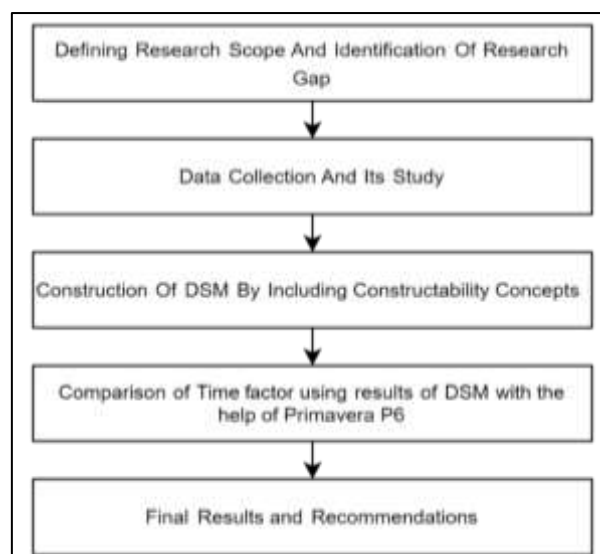 Defining Research Scope And Identification Of Research
Gap
Data Collection And Its Study
Construction Of DSM By Including Constructability Concepts
Comparison of Time factor using results of DSM with the
help of Primavera P6
Final Results and Recommendations